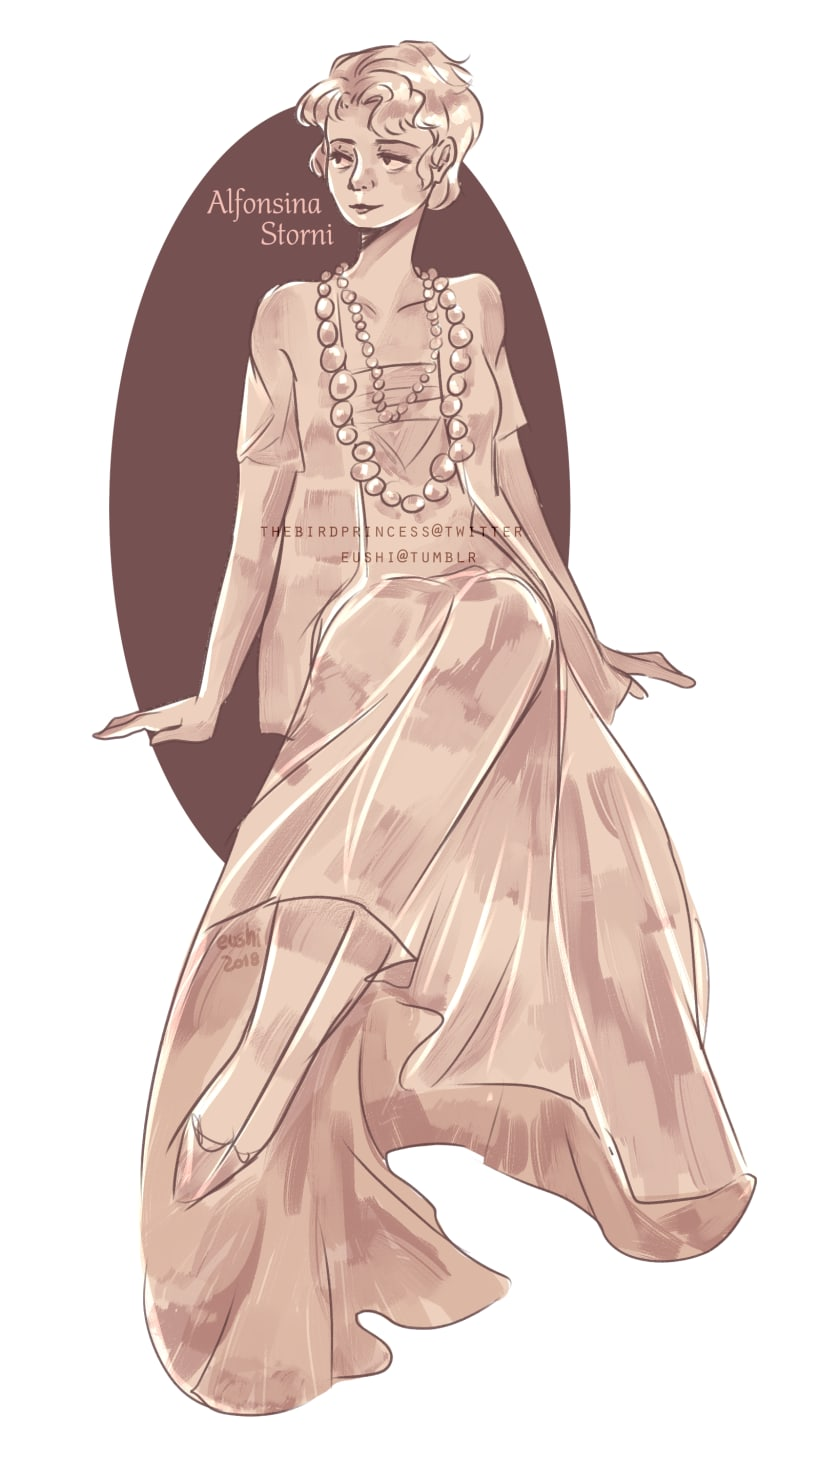 Alfonsina
Storni
THEBIRDPRINCESS@TWITTER
EUSHI@TUMBLR
eushi
2018